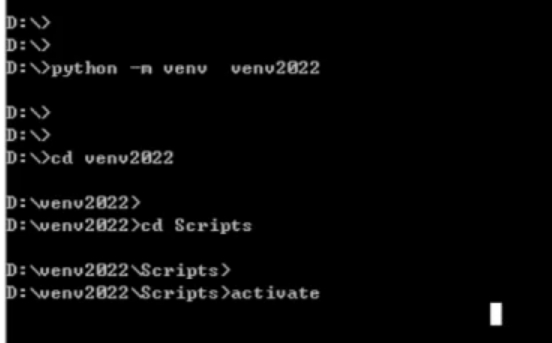 D:\>
D:\>
D:\>python -m venv  venv2022
D:\>
D:\>
D:\>cd venv2022
D:\venv2022>
D:\venv2022>cd Scripts
D:\venv2022\Scripts>
D:\venv2022\Scripts>activate